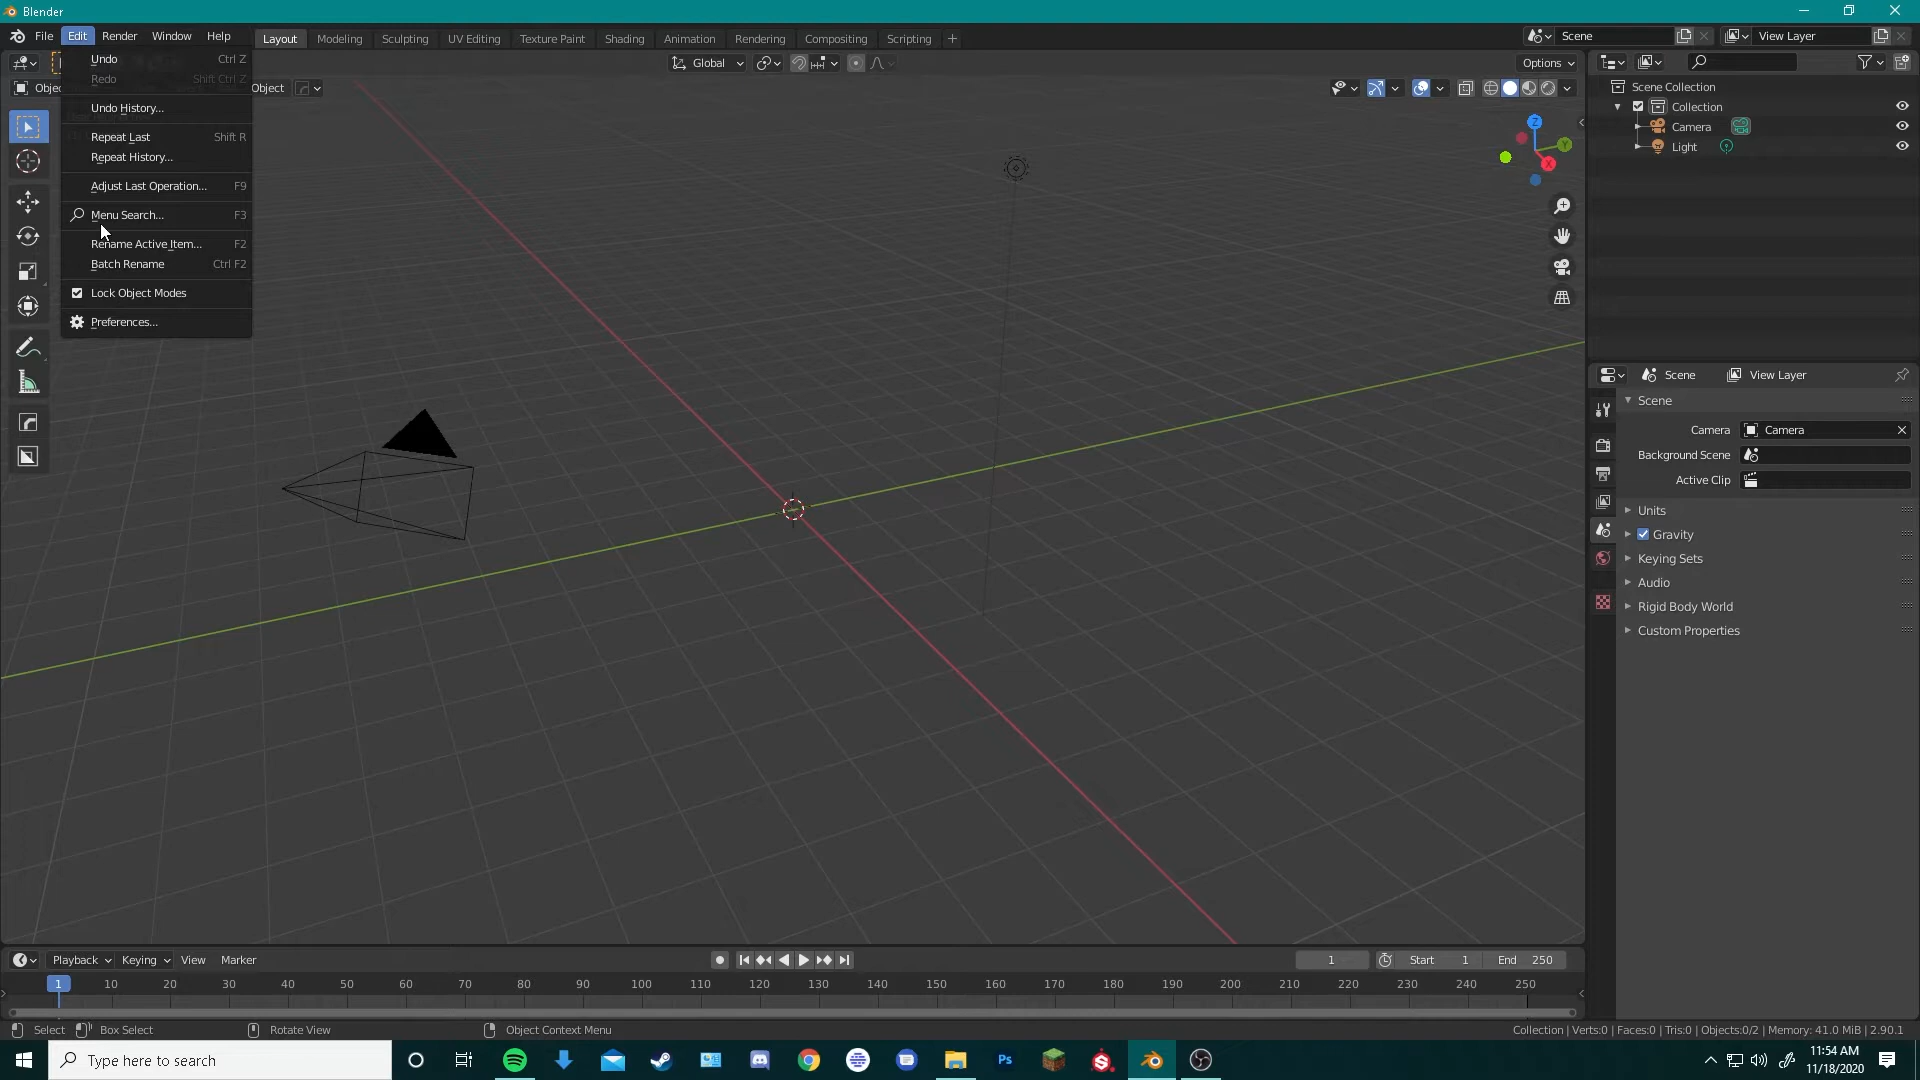 Blender
File Edit Render Window Help Layout Modeling Sculpting UV Editing Texture Paint Shading Animation Rendering Compositing Scripting + Scene View Layer
Global Options
Object
Undo Ctrl Z
Redo Shift Ctrl Z
Undo History...
Repeat Last Shift R
Repeat History...
Adjust Last Operation... F9
Menu Search... F3
Rename Active Item... F2
Batch Rename Ctrl F2
Lock Object Modes
Preferences...
Z
Y
X
Scene Collection
Collection
Camera
Light
Scene View Layer
Scene
Camera Camera
Background Scene
Active Clip
Units
Gravity
Keying Sets
Audio
Rigid Body World
Custom Properties
Playback Keying View Marker 1 Start 1 End 250
1 10 20 30 40 50 60 70 80 90 100 110 120 130 140 150 160 170 180 190 200 210 220 230 240 250
Select Box Select Rotate View Object Context Menu Collection | Verts:0 | Faces:0 | Tris:0 | Objects:0/2 | Memory: 41.0 MiB | 2.90.1
Type here to search
Ps
11:54 AM
11/18/2020